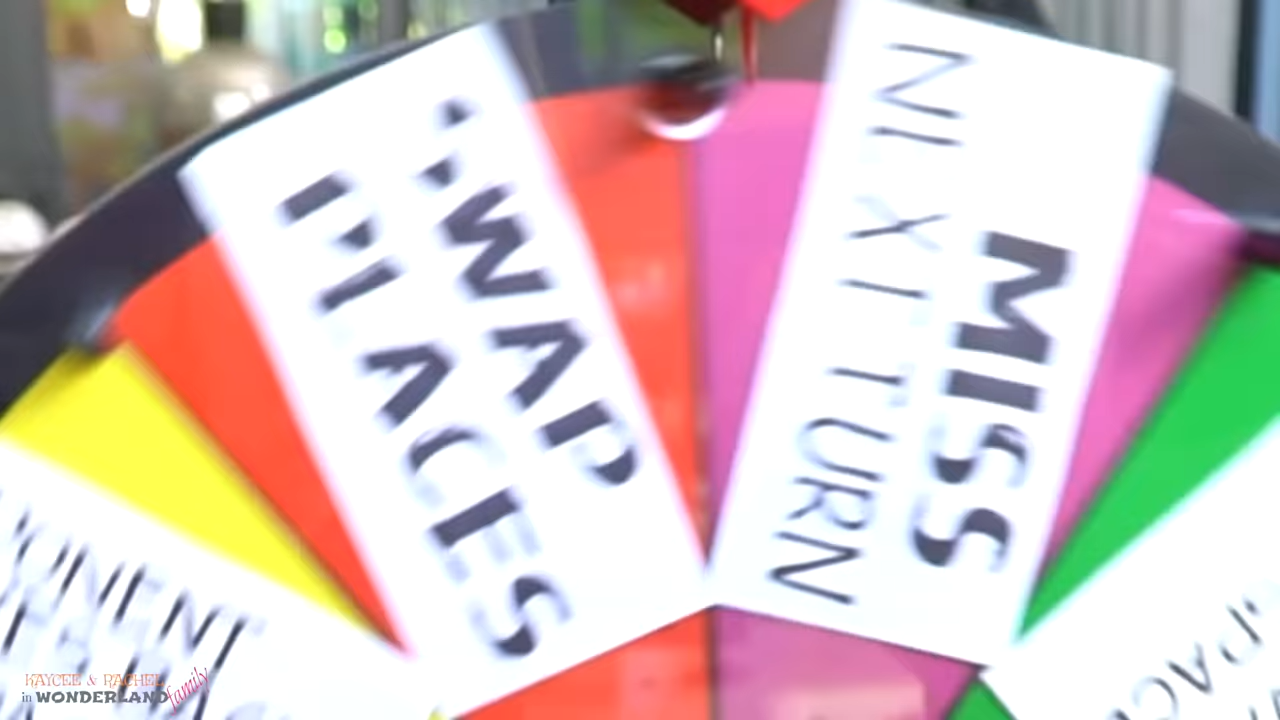 SWAP
PLACES
MISS
NEXT TURN
KAYCEE & RACHEL
in WONDERLAND family